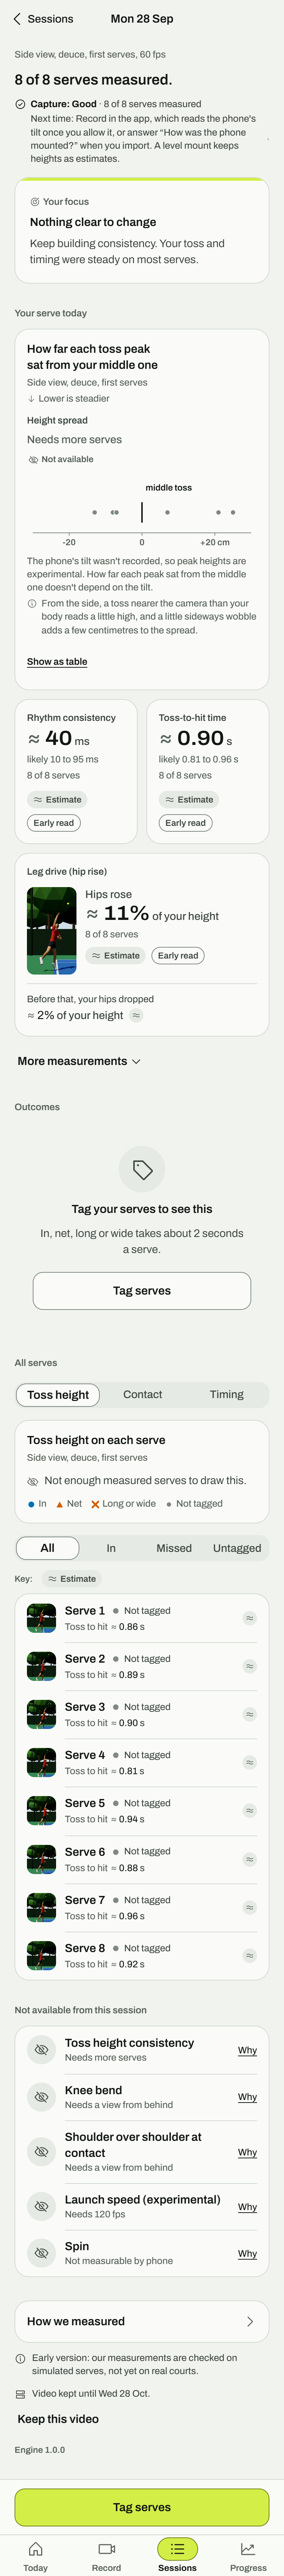 Sessions
Mon 28 Sep
Side view, deuce, first serves, 60 fps
8 of 8 serves measured.
Capture: Good · 8 of 8 serves measured
Next time: Record in the app, which reads the phone's
tilt once you allow it, or answer “How was the phone
mounted?” when you import. A level mount keeps
heights as estimates.
Your focus
Nothing clear to change
Keep building consistency. Your toss and
timing were steady on most serves.
Your serve today
How far each toss peak
sat from your middle one
Side view, deuce, first serves
↓ Lower is steadier
Height spread
Needs more serves
Not available
middle toss
-20
0
+20 cm
The phone's tilt wasn't recorded, so peak heights are
experimental. How far each peak sat from the middle
one doesn't depend on the tilt.
From the side, a toss nearer the camera than your
body reads a little high, and a little sideways wobble
adds a few centimetres to the spread.
Show as table
Rhythm consistency
≈ 40 ms
likely 10 to 95 ms
8 of 8 serves
≈ Estimate
Early read
Toss-to-hit time
≈ 0.90 s
likely 0.81 to 0.96 s
8 of 8 serves
≈ Estimate
Early read
Leg drive (hip rise)
Hips rose
≈ 11% of your height
8 of 8 serves
≈ Estimate
Early read
Before that, your hips dropped
≈ 2% of your height ≈
More measurements
Outcomes
Tag your serves to see this
In, net, long or wide takes about 2 seconds
a serve.
Tag serves
All serves
Toss height
Contact
Timing
Toss height on each serve
Side view, deuce, first serves
Not enough measured serves to draw this.
In
Net
Long or wide
Not tagged
All
In
Missed
Untagged
Key: ≈ Estimate
Serve 1 Not tagged
Toss to hit ≈ 0.86 s ≈
Serve 2 Not tagged
Toss to hit ≈ 0.89 s ≈
Serve 3 Not tagged
Toss to hit ≈ 0.90 s ≈
Serve 4 Not tagged
Toss to hit ≈ 0.81 s ≈
Serve 5 Not tagged
Toss to hit ≈ 0.94 s ≈
Serve 6 Not tagged
Toss to hit ≈ 0.88 s ≈
Serve 7 Not tagged
Toss to hit ≈ 0.96 s ≈
Serve 8 Not tagged
Toss to hit ≈ 0.92 s ≈
Not available from this session
Toss height consistency
Needs more serves
Why
Knee bend
Needs a view from behind
Why
Shoulder over shoulder at
contact
Needs a view from behind
Why
Launch speed (experimental)
Needs 120 fps
Why
Spin
Not measurable by phone
Why
How we measured
Early version: our measurements are checked on
simulated serves, not yet on real courts.
Video kept until Wed 28 Oct.
Keep this video
Engine 1.0.0
Tag serves
Today
Record
Sessions
Progress